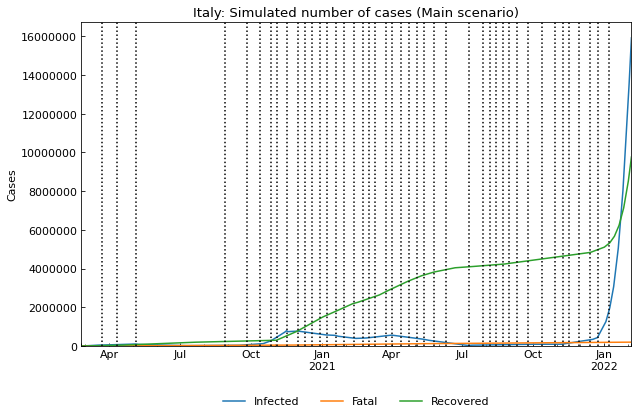 Italy: Simulated number of cases (Main scenario)
16000000
14000000
12000000
10000000
8000000
6000000
4000000
2000000
0
Cases
Apr Jul Oct Jan Apr Jul Oct Jan
2021 2022
Infected Fatal Recovered